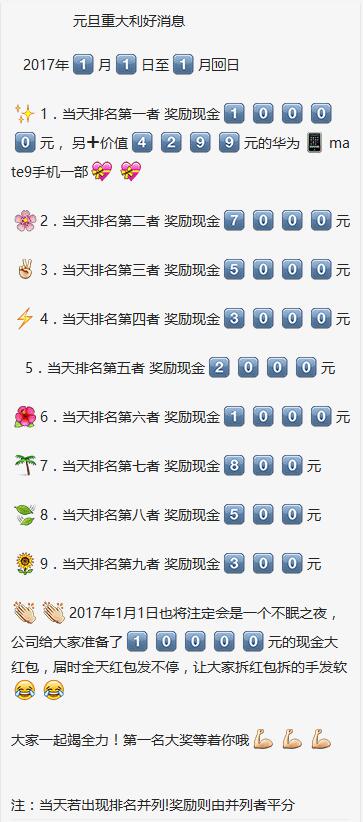 元旦重大利好消息
2017年1️⃣月1️⃣日至1️⃣月🔟日
✨1．当天排名第一者 奖励现金1️⃣0️⃣0️⃣0️⃣
0️⃣元，另➕价值4️⃣2️⃣9️⃣9️⃣元的华为📱ma
te9手机一部💝💝
🌸2．当天排名第二者 奖励现金7️⃣0️⃣0️⃣0️⃣元
✌3．当天排名第三者 奖励现金5️⃣0️⃣0️⃣0️⃣元
⚡4．当天排名第四者 奖励现金3️⃣0️⃣0️⃣0️⃣元
5．当天排名第五者 奖励现金2️⃣0️⃣0️⃣0️⃣元
🌺6．当天排名第六者 奖励现金1️⃣0️⃣0️⃣0️⃣元
🌴7．当天排名第七者 奖励现金8️⃣0️⃣0️⃣元
🍃8．当天排名第八者 奖励现金5️⃣0️⃣0️⃣元
🌻9．当天排名第九者 奖励现金3️⃣0️⃣0️⃣元
👏👏2017年1月1日也将注定会是一个不眠之夜，
公司给大家准备了1️⃣0️⃣0️⃣0️⃣0️⃣元的现金大
红包，届时全天红包发不停，让大家拆红包拆的手发软
😂😂
大家一起竭全力！第一名大奖等着你哦💪💪💪
注：当天若出现排名并列!奖励则由并列者平分